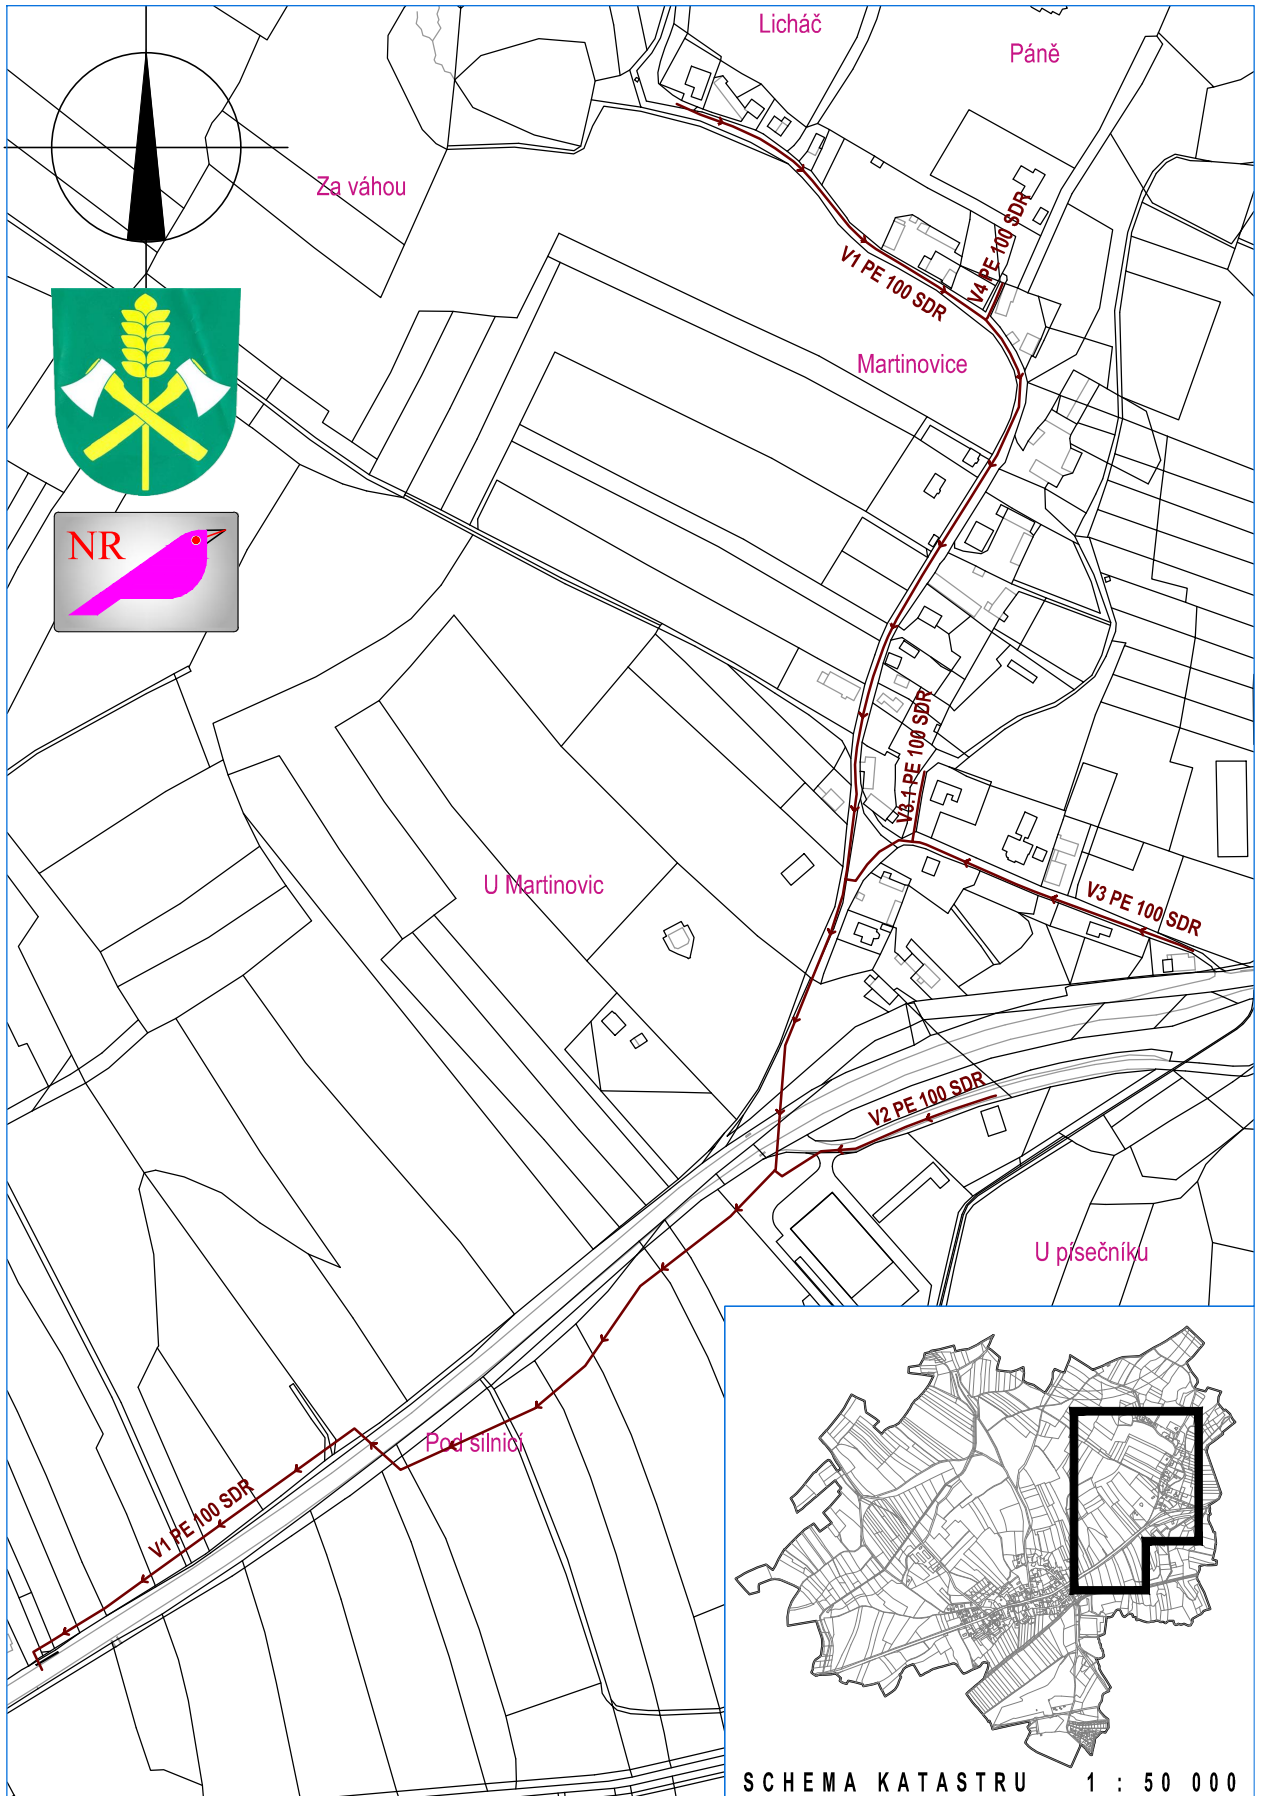 Licháč
Páně
Za váhou
V4 PE 100 SDR
V1 PE 100 SDR
Martinovice
NR
V3.1 PE 100 SDR
U Martinovic
V3 PE 100 SDR
V2 PE 100 SDR
U písečníku
Pod silnicí
V1 PE 100 SDR
SCHEMA KATASTRU 1 : 50 000